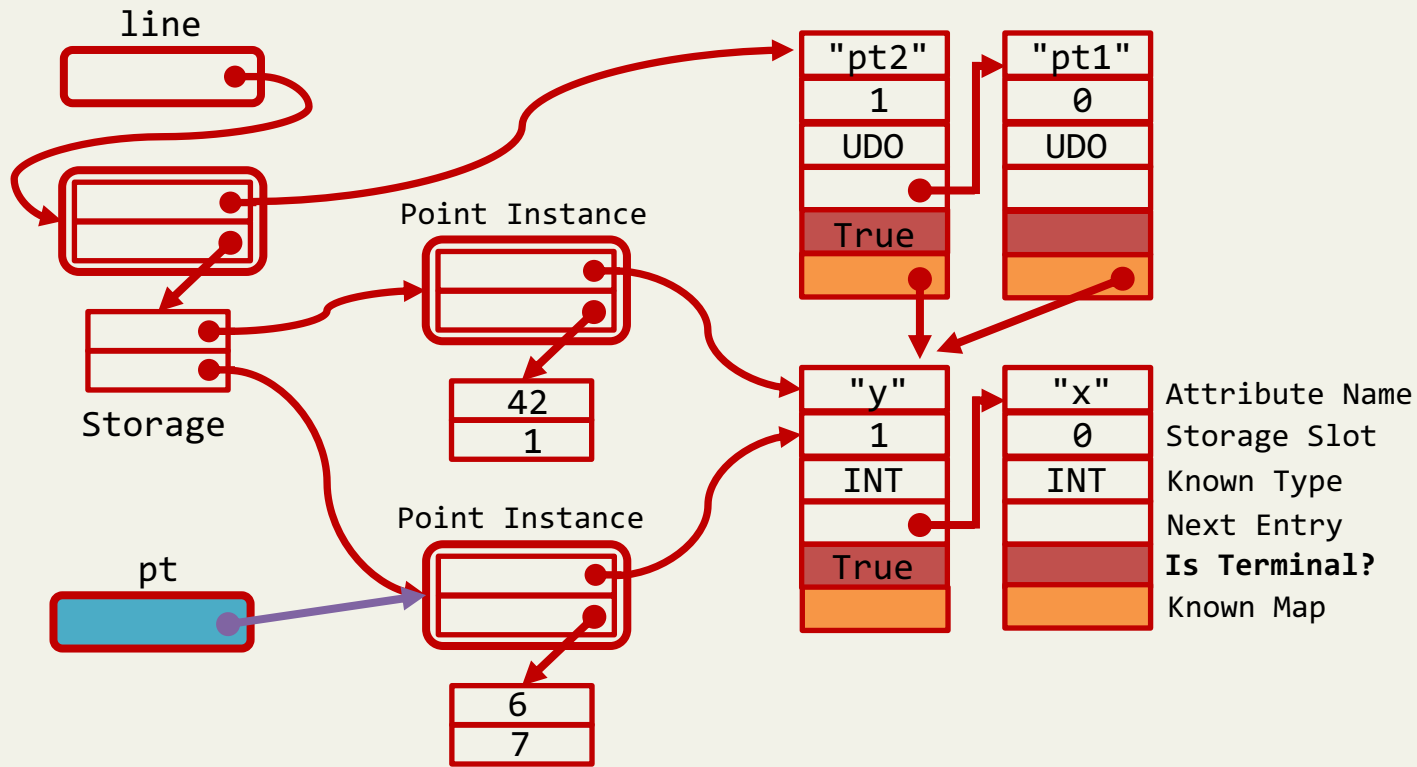 line
"pt2"
1
UDO
True
"pt1"
0
UDO
Point Instance
42
1
Storage
"y"
1
INT
True
"x"
0
INT
Attribute Name
Storage Slot
Known Type
Next Entry
Is Terminal?
Known Map
Point Instance
6
7
pt